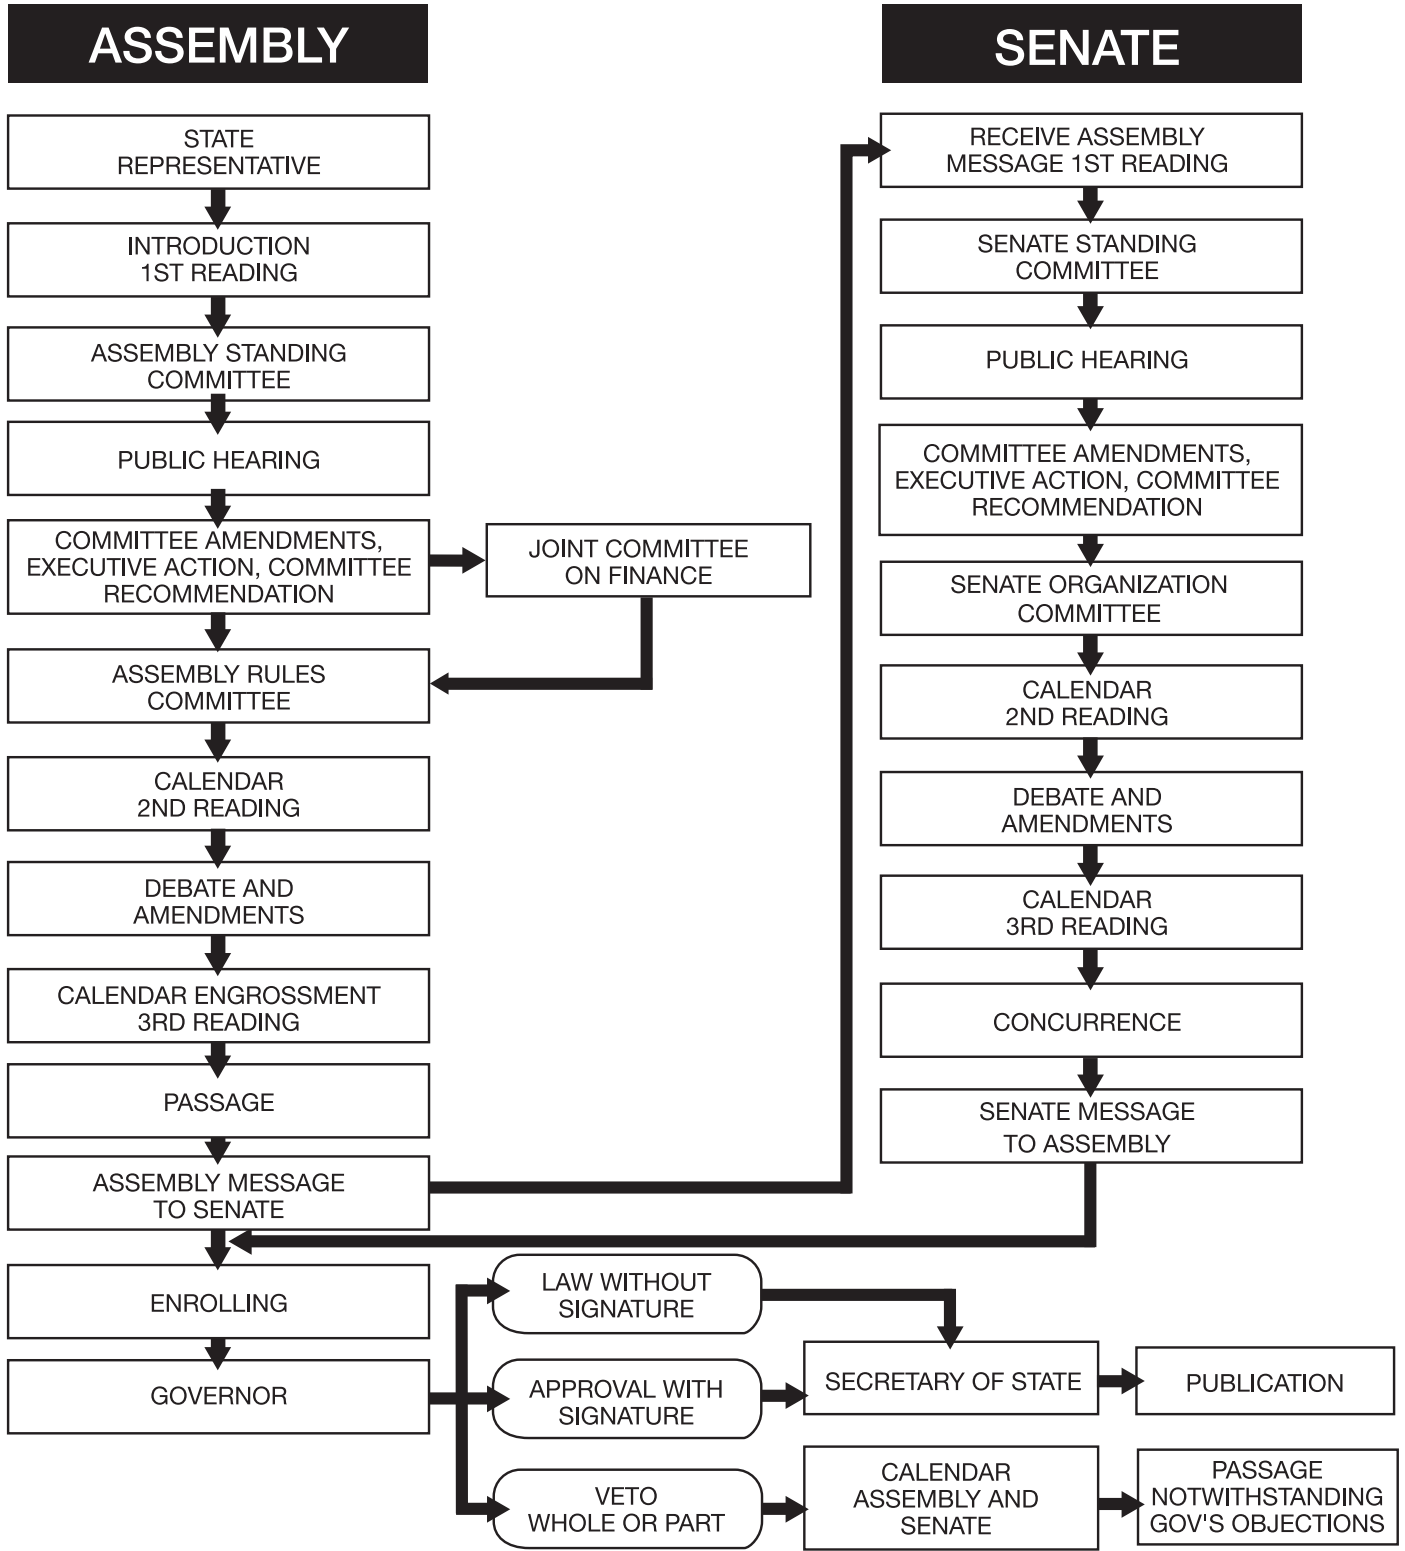 ASSEMBLY
STATE
REPRESENTATIVE
INTRODUCTION
1ST READING
ASSEMBLY STANDING
COMMITTEE
PUBLIC HEARING
COMMITTEE AMENDMENTS,
EXECUTIVE ACTION, COMMITTEE
RECOMMENDATION
JOINT COMMITTEE
ON FINANCE
ASSEMBLY RULES
COMMITTEE
CALENDAR
2ND READING
DEBATE AND
AMENDMENTS
CALENDAR ENGROSSMENT
3RD READING
PASSAGE
ASSEMBLY MESSAGE
TO SENATE
SENATE
RECEIVE ASSEMBLY
MESSAGE 1ST READING
SENATE STANDING
COMMITTEE
PUBLIC HEARING
COMMITTEE AMENDMENTS,
EXECUTIVE ACTION, COMMITTEE
RECOMMENDATION
SENATE ORGANIZATION
COMMITTEE
CALENDAR
2ND READING
DEBATE AND
AMENDMENTS
CALENDAR
3RD READING
CONCURRENCE
SENATE MESSAGE
TO ASSEMBLY
ENROLLING
GOVERNOR
LAW WITHOUT
SIGNATURE
APPROVAL WITH
SIGNATURE
SECRETARY OF STATE
PUBLICATION
VETO
WHOLE OR PART
CALENDAR
ASSEMBLY AND
SENATE
PASSAGE
NOTWITHSTANDING
GOV'S OBJECTIONS